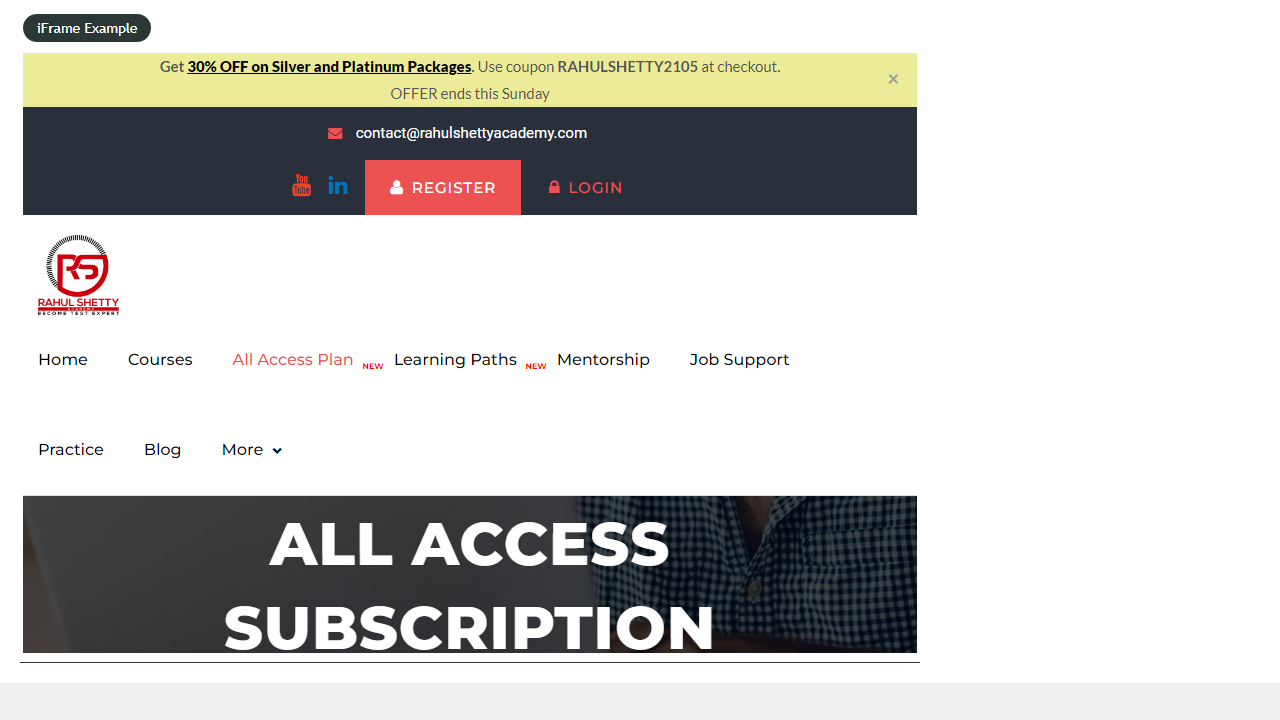 iFrame Example
Get 30% OFF on Silver and Platinum Packages. Use coupon RAHULSHETTY2105 at checkout.
OFFER ends this Sunday
×
contact@rahulshettyacademy.com
You Tube in REGISTER LOGIN
RS
RAHUL SHETTY
ACADEMY
BECOME TEST EXPERT
Home Courses All Access Plan NEW Learning Paths NEW Mentorship Job Support
Practice Blog More
ALL ACCESS
SUBSCRIPTION